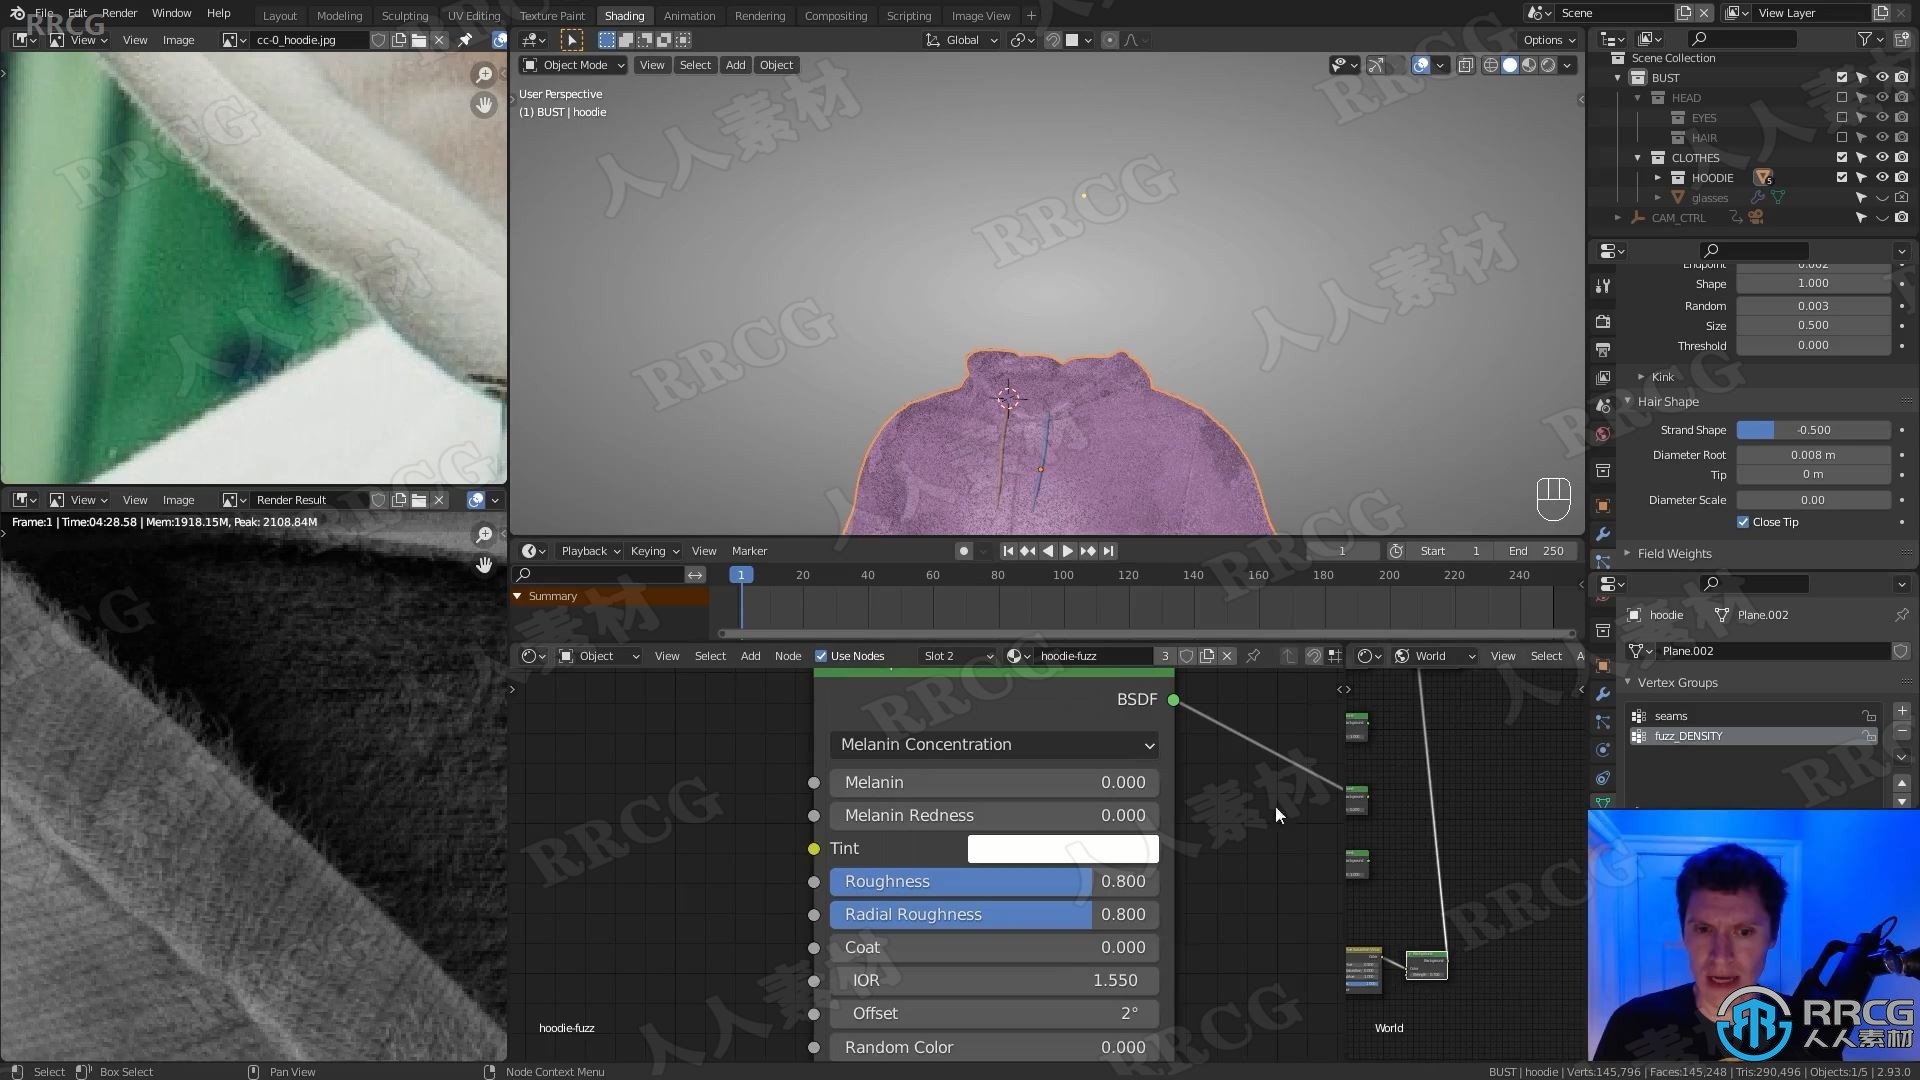 File Edit Render Window Help
Layout Modeling Sculpting UV Editing Texture Paint Shading Animation Rendering Compositing Scripting Image View +
Scene
View Layer
RRCG
View View Image cc-0_hoodie.jpg
Global
Options
Object Mode View Select Add Object
User Perspective
(1) BUST | hoodie
Scene Collection
BUST
HEAD
EYES
HAIR
CLOTHES
HOODIE
glasses
CAM_CTRL
Endpoint 0.002
Shape 1.000
Random 0.003
Size 0.500
Threshold 0.000
Kink
Hair Shape
Strand Shape -0.500
Diameter Root 0.008 m
Tip 0 m
Diameter Scale 0.00
Close Tip
Field Weights
View View Image Render Result
Frame:1 | Time:04:28.58 | Mem:1918.15M, Peak: 2108.84M
Playback Keying View Marker
1 Start 1 End 250
1 20 40 60 80 100 120 140 160 180 200 220 240
Summary
Object View Select Add Node Use Nodes Slot 2 hoodie-fuzz 3
World View Select A
BSDF
Melanin Concentration
Melanin 0.000
Melanin Redness 0.000
Tint
Roughness 0.800
Radial Roughness 0.800
Coat 0.000
IOR 1.550
Offset 2°
Random Color 0.000
hoodie-fuzz
World
hoodie Plane.002
Plane.002
Vertex Groups
seams
fuzz_DENSITY
RRCG
人人素材
Select Box Select Pan View Node Context Menu
BUST | hoodie | Verts:145,796 | Faces:145,248 | Tris:290,496 | Objects:1/5 | 2.93.0